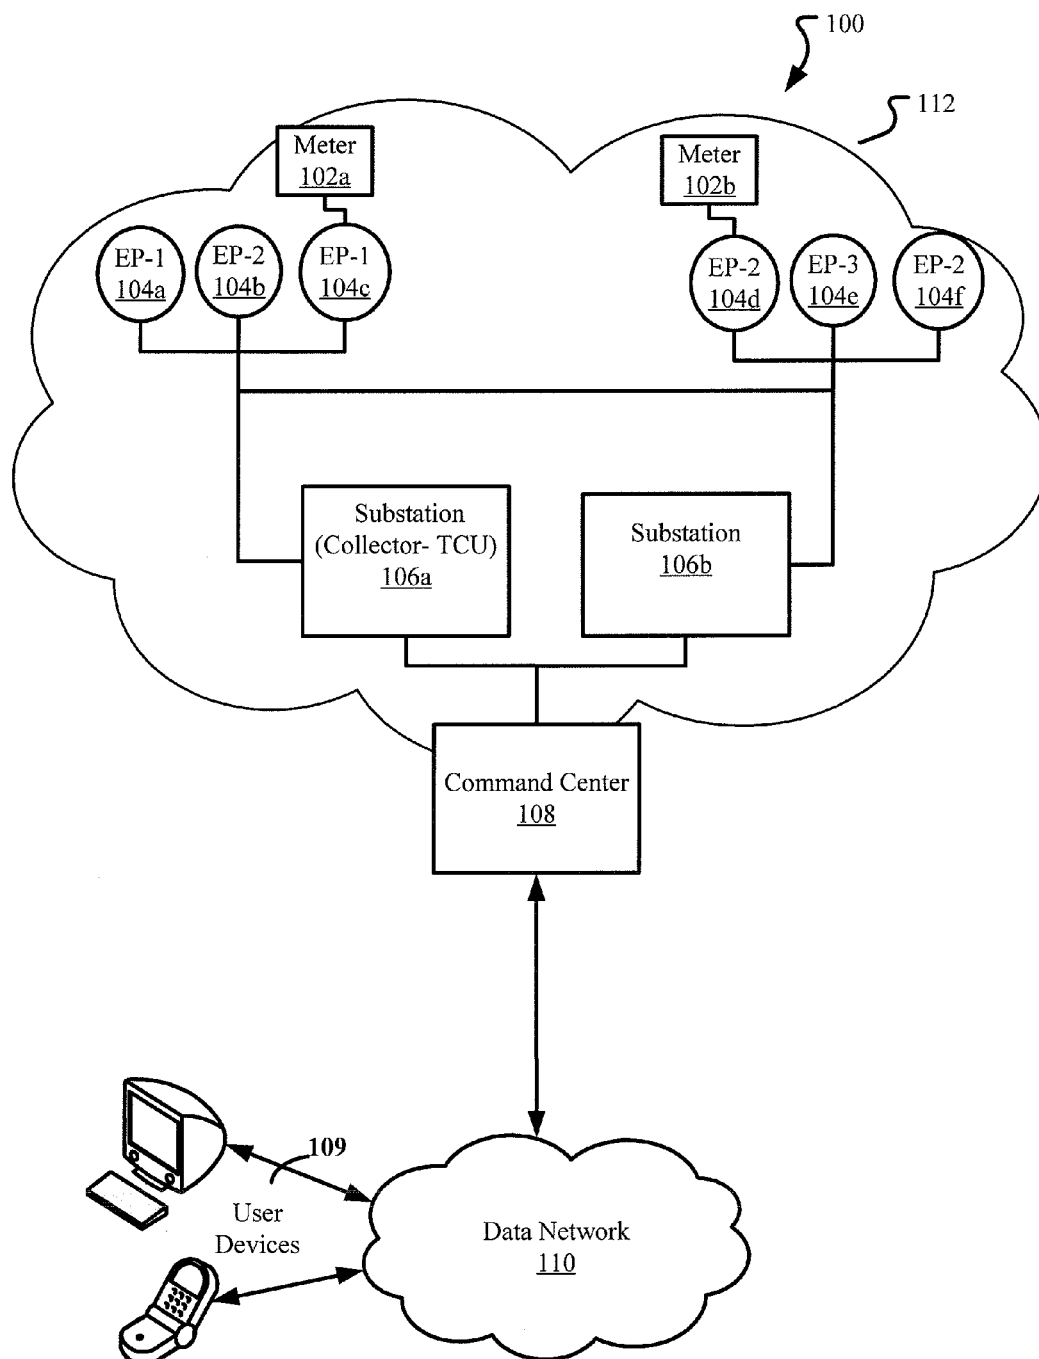 100
112
Meter
102a
Meter
102b
EP-1
104a
EP-2
104b
EP-1
104c
EP-2
104d
EP-3
104e
EP-2
104f
Substation
(Collector- TCU)
106a
Substation
106b
Command Center
108
109
User
Devices
Data Network
110